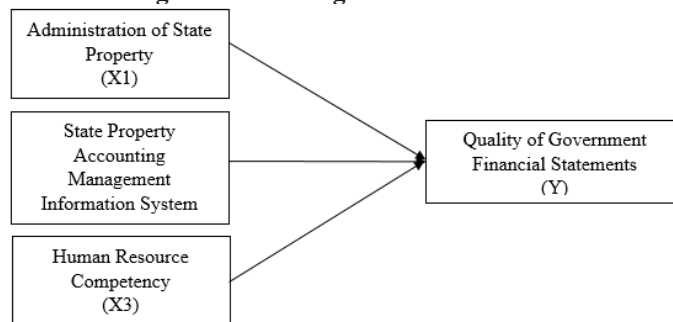 Administration of State
Property
(X1)
State Property
Accounting
Management
Information System
Quality of Government
Financial Statements
(Y)
Human Resource
Competency
(X3)